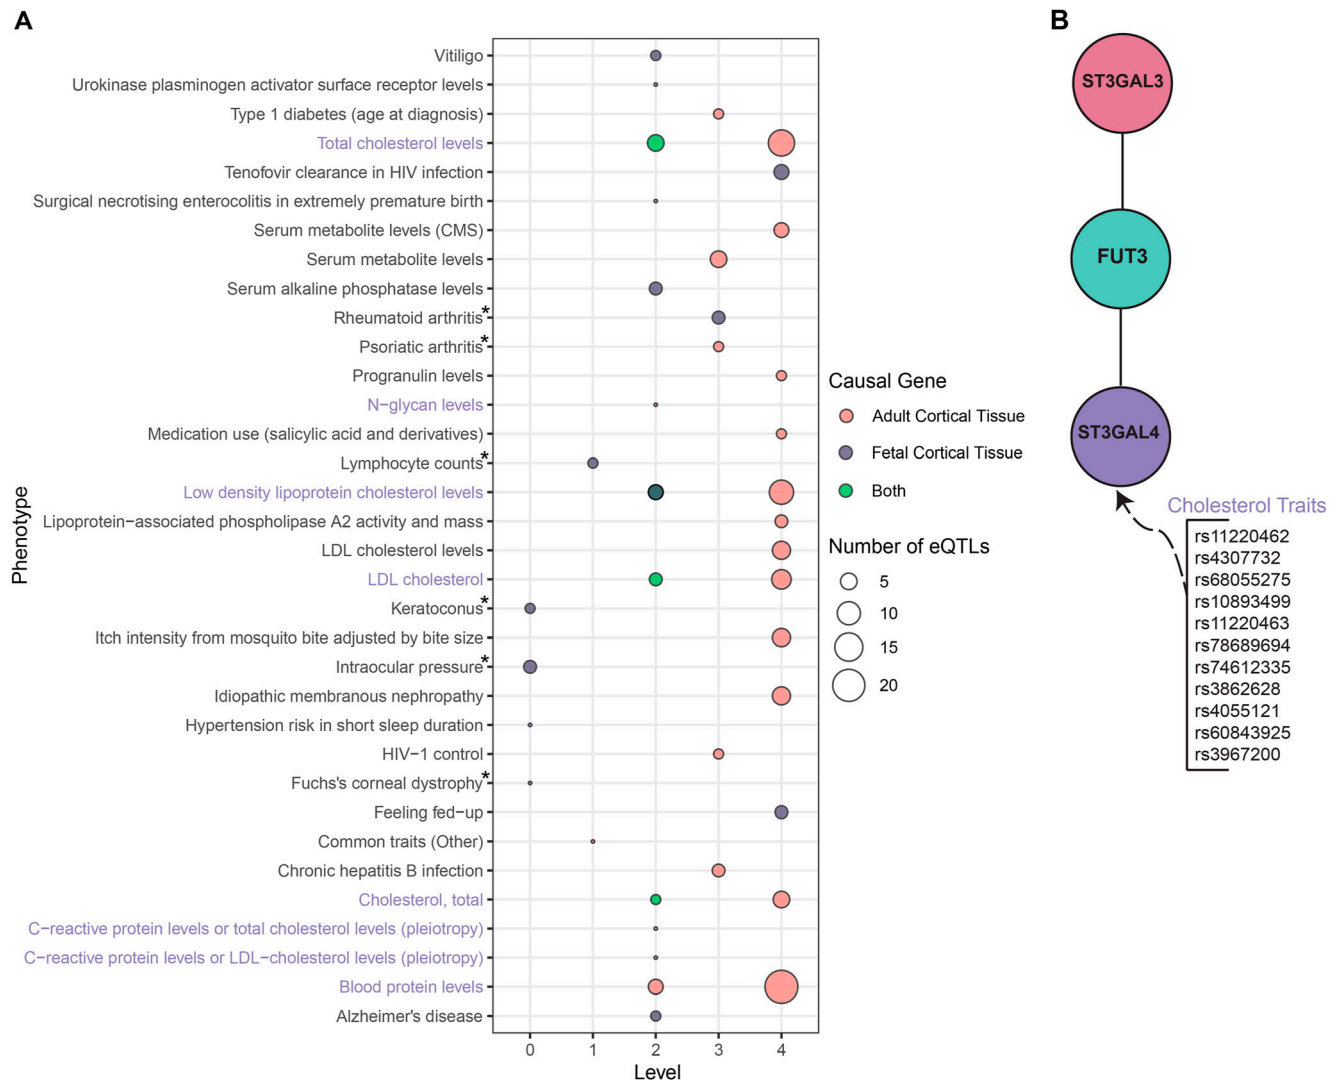 A
Vitiligo
Urokinase plasminogen activator surface receptor levels
Type 1 diabetes (age at diagnosis)
Total cholesterol levels
Tenofovir clearance in HIV infection
Surgical necrotising enterocolitis in extremely premature birth
Serum metabolite levels (CMS)
Serum metabolite levels
Serum alkaline phosphatase levels
Rheumatoid arthritis*
Psoriatic arthritis*
Progranulin levels
N−glycan levels
Medication use (salicylic acid and derivatives)
Lymphocyte counts*
Low density lipoprotein cholesterol levels
Lipoprotein−associated phospholipase A2 activity and mass
LDL cholesterol levels
LDL cholesterol
Keratoconus*
Itch intensity from mosquito bite adjusted by bite size
Intraocular pressure*
Idiopathic membranous nephropathy
Hypertension risk in short sleep duration
HIV−1 control
Fuchs's corneal dystrophy*
Feeling fed−up
Common traits (Other)
Chronic hepatitis B infection
Cholesterol, total
C−reactive protein levels or total cholesterol levels (pleiotropy)
C−reactive protein levels or LDL−cholesterol levels (pleiotropy)
Blood protein levels
Alzheimer's disease
Phenotype
0 1 2 3 4
Level
Causal Gene
Adult Cortical Tissue
Fetal Cortical Tissue
Both
Number of eQTLs
5
10
15
20
B
ST3GAL3
FUT3
ST3GAL4
Cholesterol Traits
rs11220462
rs4307732
rs68055275
rs10893499
rs11220463
rs78689694
rs74612335
rs3862628
rs4055121
rs60843925
rs3967200